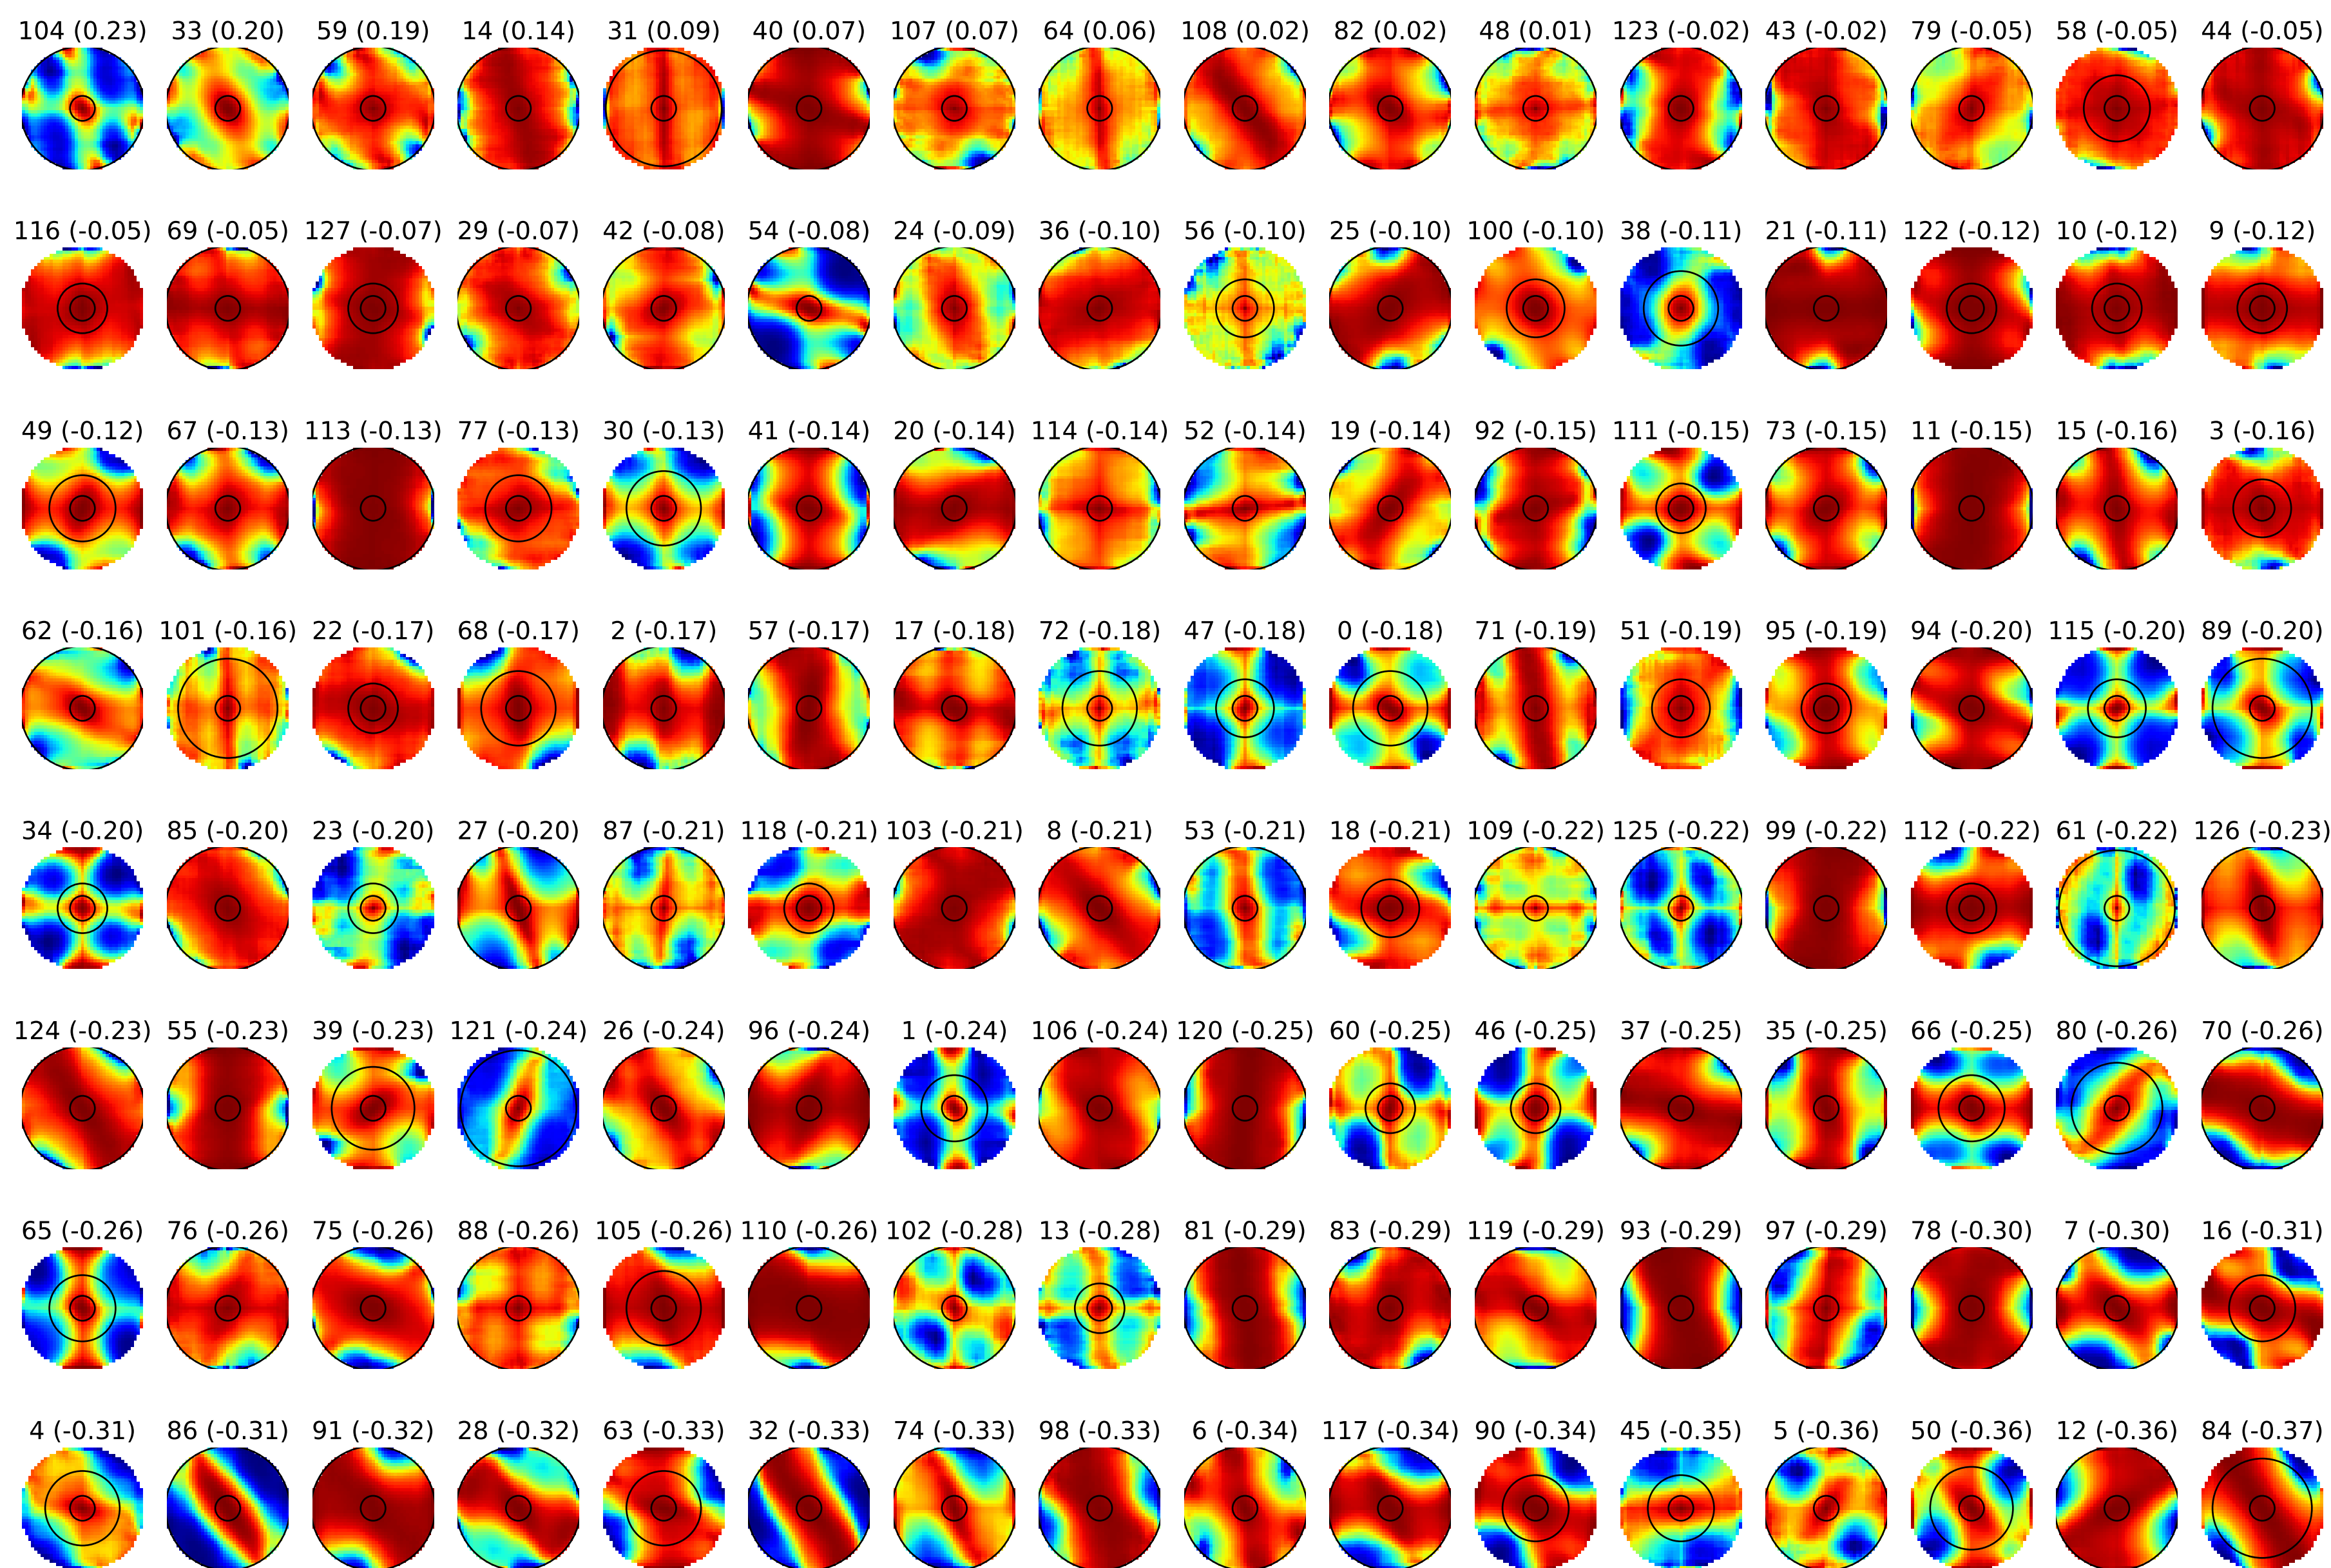 104 (0.23) 33 (0.20) 59 (0.19) 14 (0.14) 31 (0.09) 40 (0.07) 107 (0.07) 64 (0.06) 108 (0.02) 82 (0.02) 48 (0.01) 123 (-0.02) 43 (-0.02) 79 (-0.05) 58 (-0.05) 44 (-0.05)
116 (-0.05) 69 (-0.05) 127 (-0.07) 29 (-0.07) 42 (-0.08) 54 (-0.08) 24 (-0.09) 36 (-0.10) 56 (-0.10) 25 (-0.10) 100 (-0.10) 38 (-0.11) 21 (-0.11) 122 (-0.12) 10 (-0.12) 9 (-0.12)
49 (-0.12) 67 (-0.13) 113 (-0.13) 77 (-0.13) 30 (-0.13) 41 (-0.14) 20 (-0.14) 114 (-0.14) 52 (-0.14) 19 (-0.14) 92 (-0.15) 111 (-0.15) 73 (-0.15) 11 (-0.15) 15 (-0.16) 3 (-0.16)
62 (-0.16) 101 (-0.16) 22 (-0.17) 68 (-0.17) 2 (-0.17) 57 (-0.17) 17 (-0.18) 72 (-0.18) 47 (-0.18) 0 (-0.18) 71 (-0.19) 51 (-0.19) 95 (-0.19) 94 (-0.20) 115 (-0.20) 89 (-0.20)
34 (-0.20) 85 (-0.20) 23 (-0.20) 27 (-0.20) 87 (-0.21) 118 (-0.21) 103 (-0.21) 8 (-0.21) 53 (-0.21) 18 (-0.21) 109 (-0.22) 125 (-0.22) 99 (-0.22) 112 (-0.22) 61 (-0.22) 126 (-0.23)
124 (-0.23) 55 (-0.23) 39 (-0.23) 121 (-0.24) 26 (-0.24) 96 (-0.24) 1 (-0.24) 106 (-0.24) 120 (-0.25) 60 (-0.25) 46 (-0.25) 37 (-0.25) 35 (-0.25) 66 (-0.25) 80 (-0.26) 70 (-0.26)
65 (-0.26) 76 (-0.26) 75 (-0.26) 88 (-0.26) 105 (-0.26) 110 (-0.26) 102 (-0.28) 13 (-0.28) 81 (-0.29) 83 (-0.29) 119 (-0.29) 93 (-0.29) 97 (-0.29) 78 (-0.30) 7 (-0.30) 16 (-0.31)
4 (-0.31) 86 (-0.31) 91 (-0.32) 28 (-0.32) 63 (-0.33) 32 (-0.33) 74 (-0.33) 98 (-0.33) 6 (-0.34) 117 (-0.34) 90 (-0.34) 45 (-0.35) 5 (-0.36) 50 (-0.36) 12 (-0.36) 84 (-0.37)